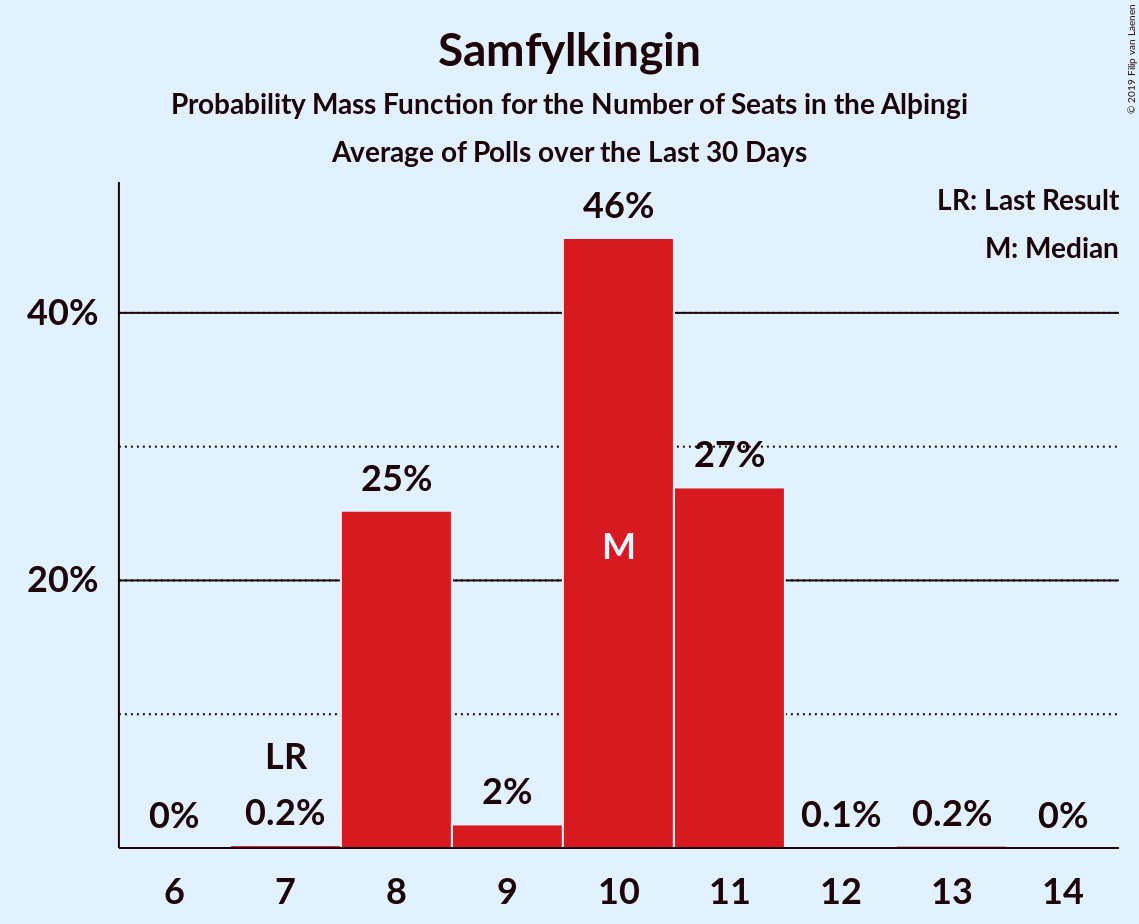 Samfylkingin
Probability Mass Function for the Number of Seats in the Alþingi
Average of Polls over the Last 30 Days
© 2019 Filip van Laenen
LR: Last Result
M: Median
40%
20%
0%
LR
0.2%
25%
2%
46%
M
27%
0.1%
0.2%
0%
6 7 8 9 10 11 12 13 14